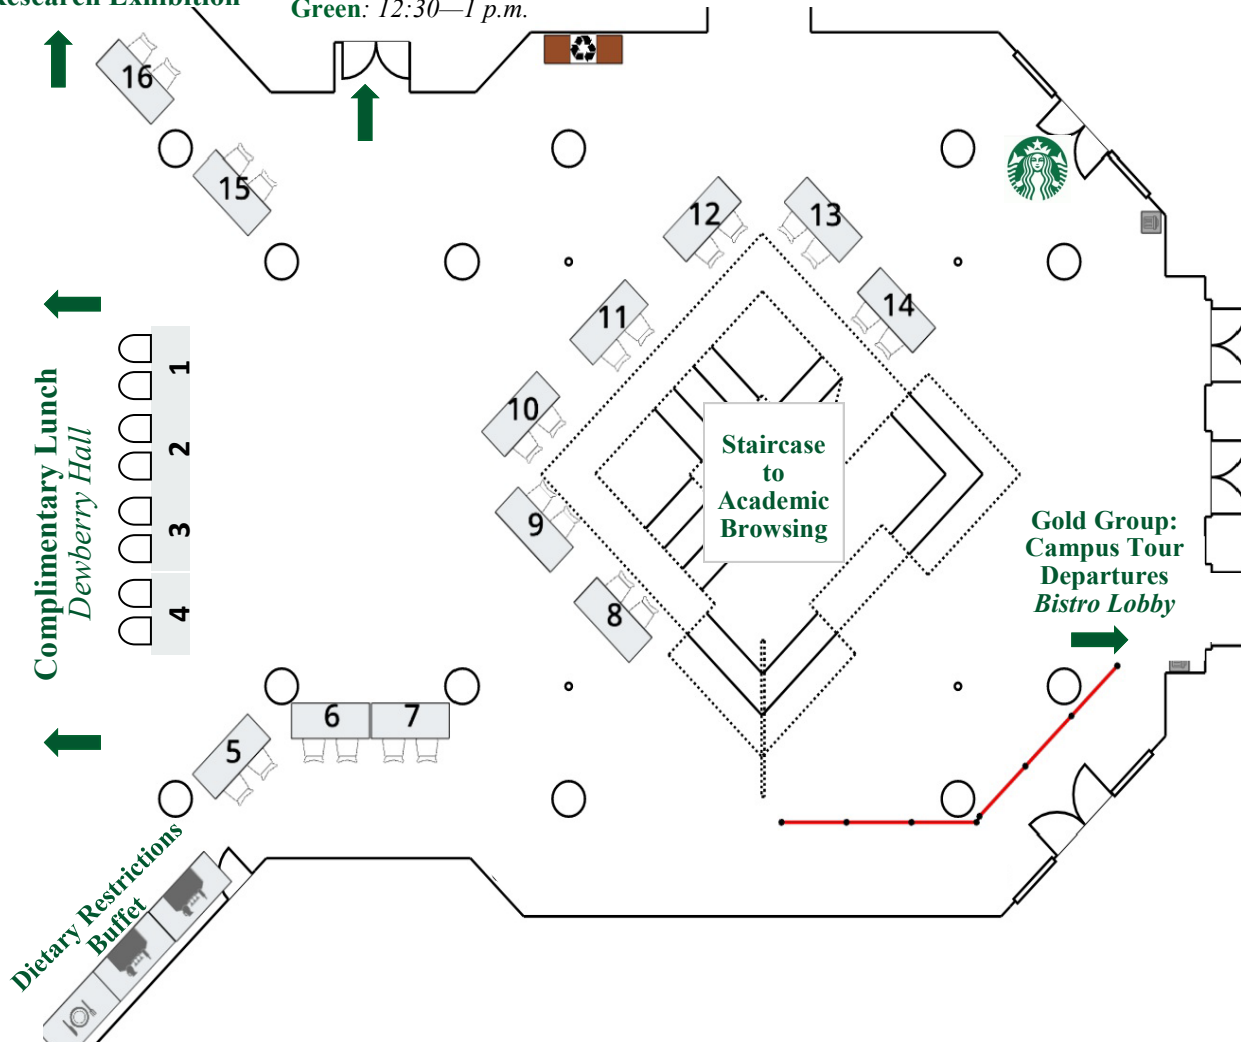 Research Exhibition
Green: 12:30—1 p.m.
16
15
12
13
11
14
10
9
8
1
2
3
4
Complimentary Lunch
Dewberry Hall
Staircase
to
Academic
Browsing
Gold Group:
Campus Tour
Departures
Bistro Lobby
6
7
5
Dietary Restrictions
Buffet